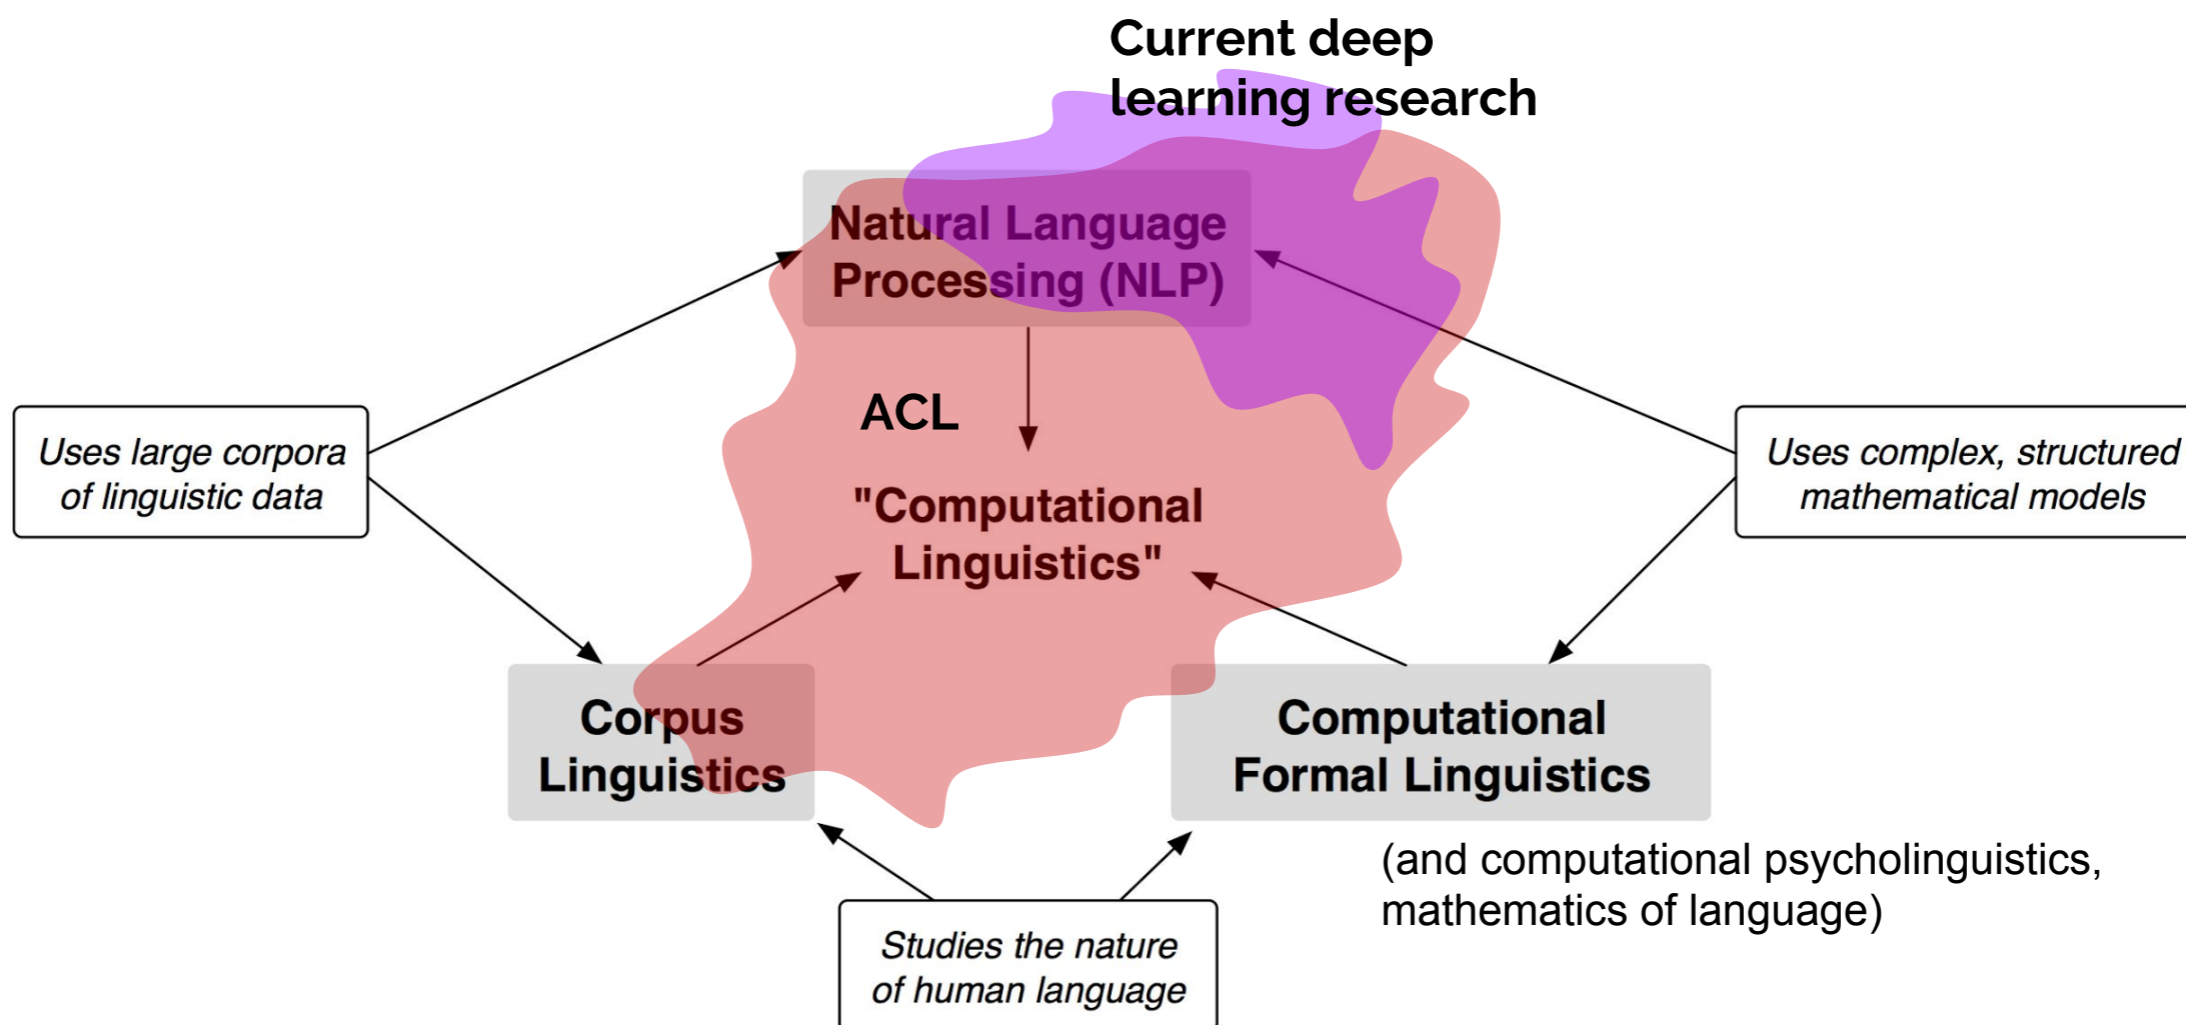 Current deep
learning research
Natural Language
Processing (NLP)
ACL
Uses large corpora
of linguistic data
Uses complex, structured
mathematical models
"Computational
Linguistics"
Corpus
Linguistics
Computational
Formal Linguistics
(and computational psycholinguistics,
mathematics of language)
Studies the nature
of human language